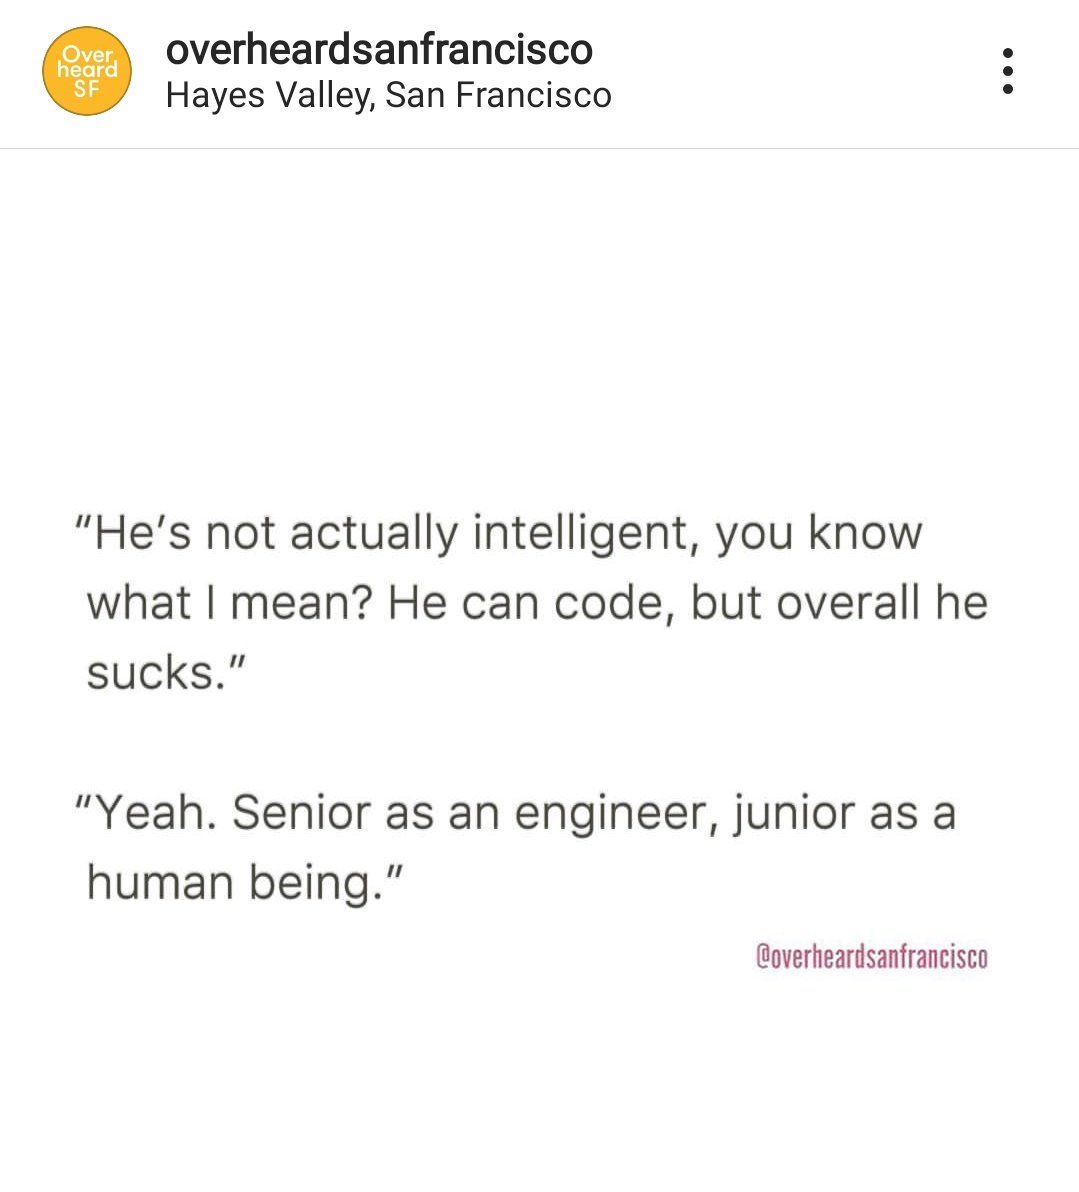 Over
heard
SF
overheardsanfrancisco
Hayes Valley, San Francisco
"He's not actually intelligent, you know
what I mean? He can code, but overall he
sucks."
"Yeah. Senior as an engineer, junior as a
human being."
@overheardsanfrancisco